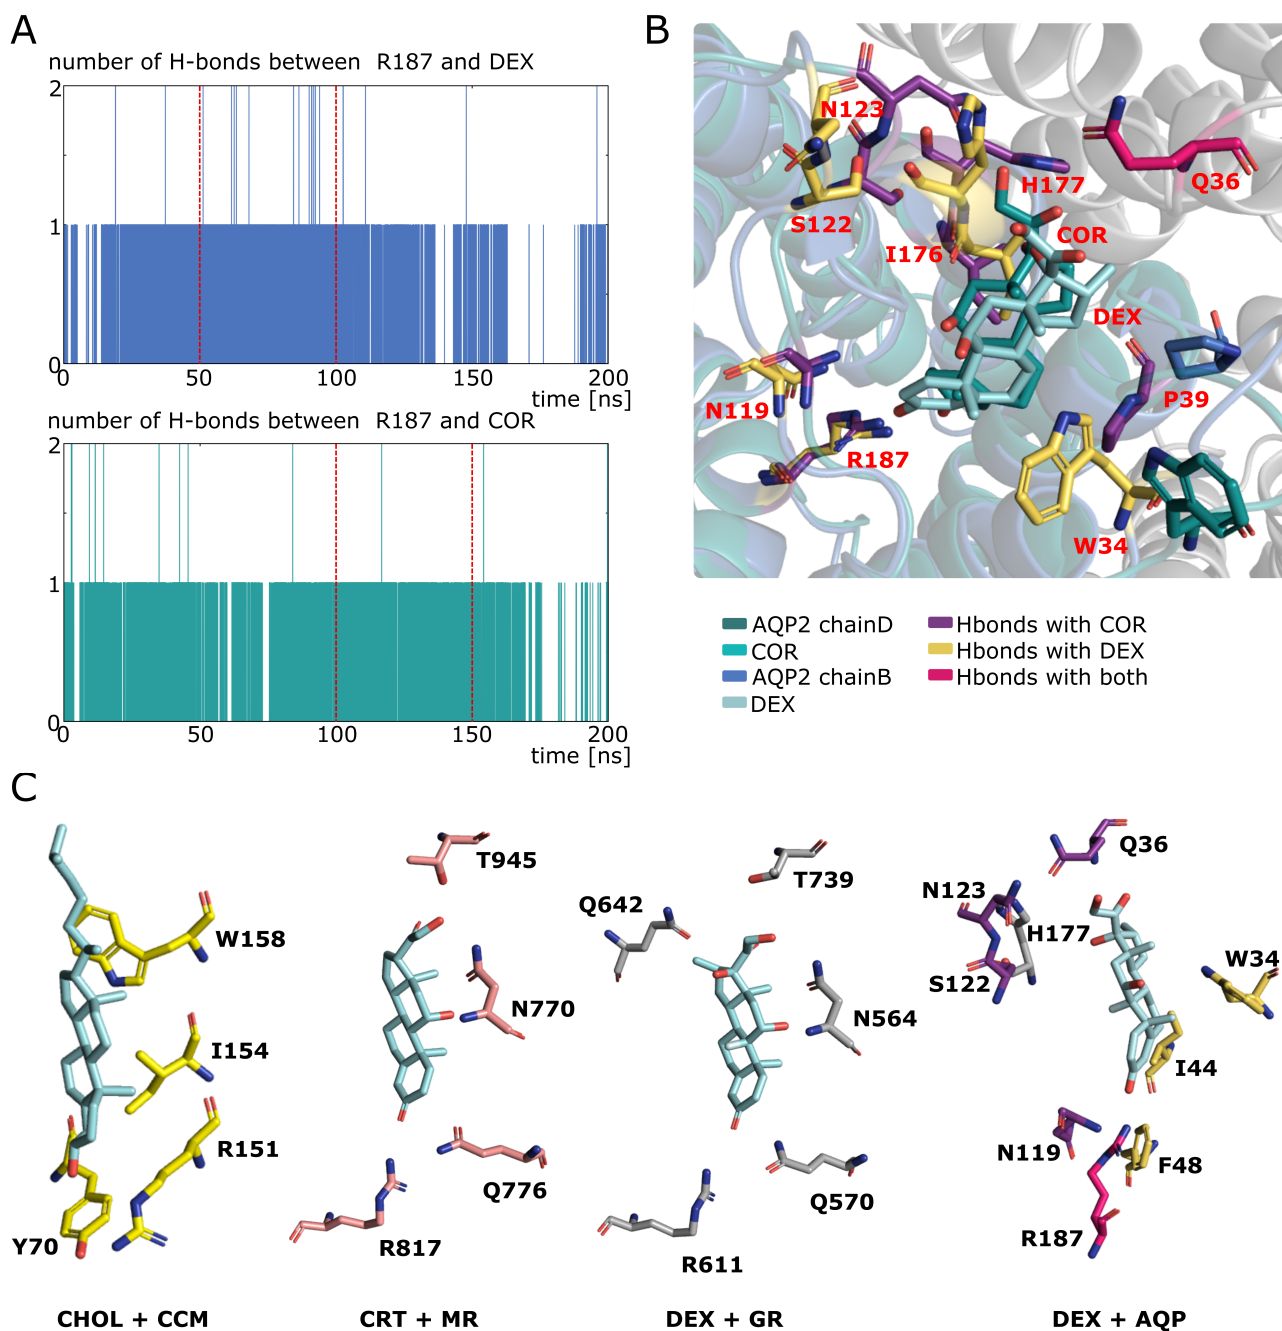 A
number of H-bonds between R187 and DEX
2
1
0
0 50 100 150 200
time [ns]
number of H-bonds between R187 and COR
2
1
0
0 50 100 150 200
time [ns]
B
N123
Q36
H177
S122
COR
I176
DEX
N119
P39
R187
W34
AQP2 chainD
COR
AQP2 chainB
DEX
Hbonds with COR
Hbonds with DEX
Hbonds with both
C
W158
I154
R151
Y70
CHOL + CCM
T945
N770
Q776
R817
CRT + MR
T739
Q642
N564
Q570
R611
DEX + GR
Q36
N123
H177
S122
W34
I44
N119
F48
R187
DEX + AQP